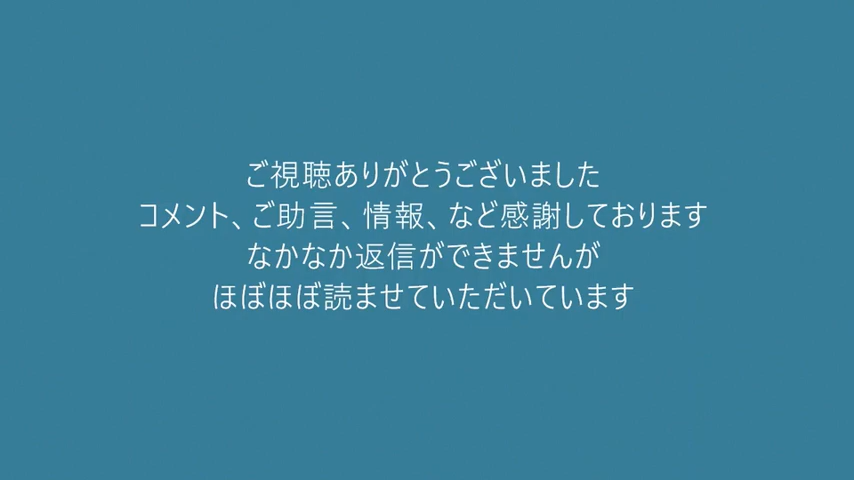 ご視聴ありがとうございました
コメント、ご助言、情報、など感謝しております
なかなか返信ができませんが
ほぼほぼ読ませていただいています